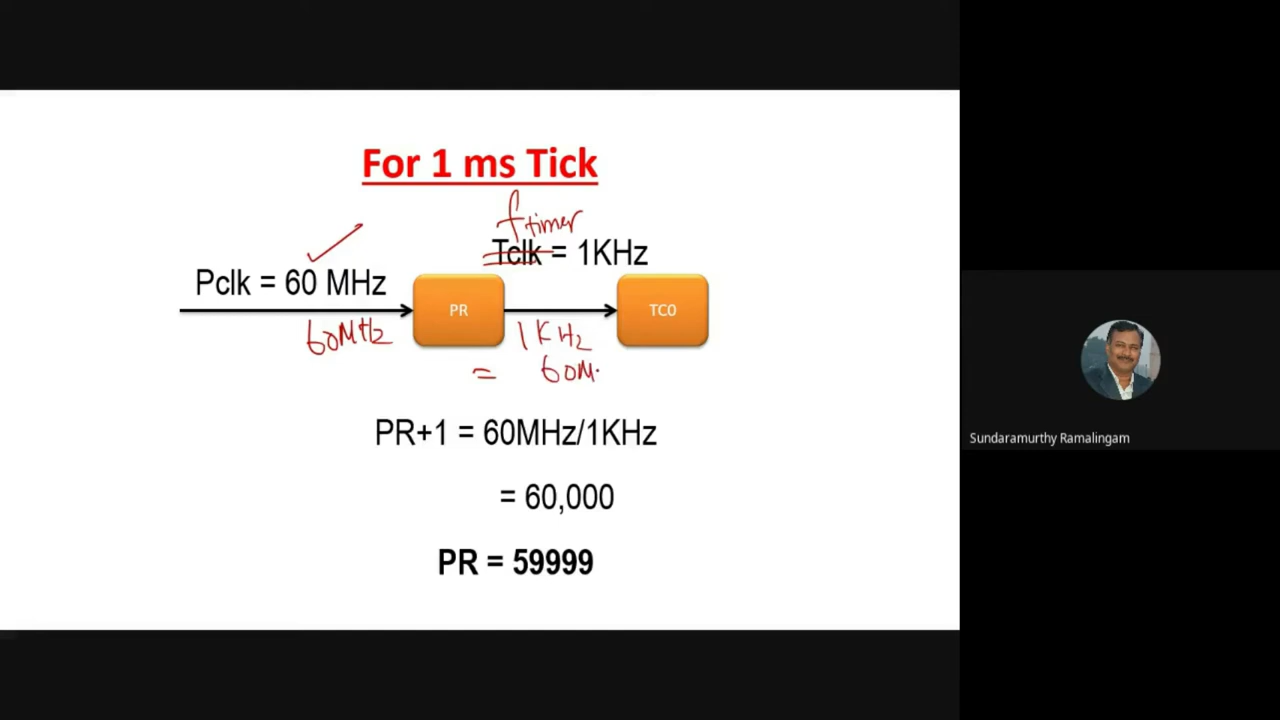 For 1 ms Tick
f timer
Tclk = 1KHz
Pclk = 60 MHz
PR
TC0
60MHz
1KHz
= 60M
PR+1 = 60MHz/1KHz
= 60,000
PR = 59999
Sundaramurthy Ramalingam